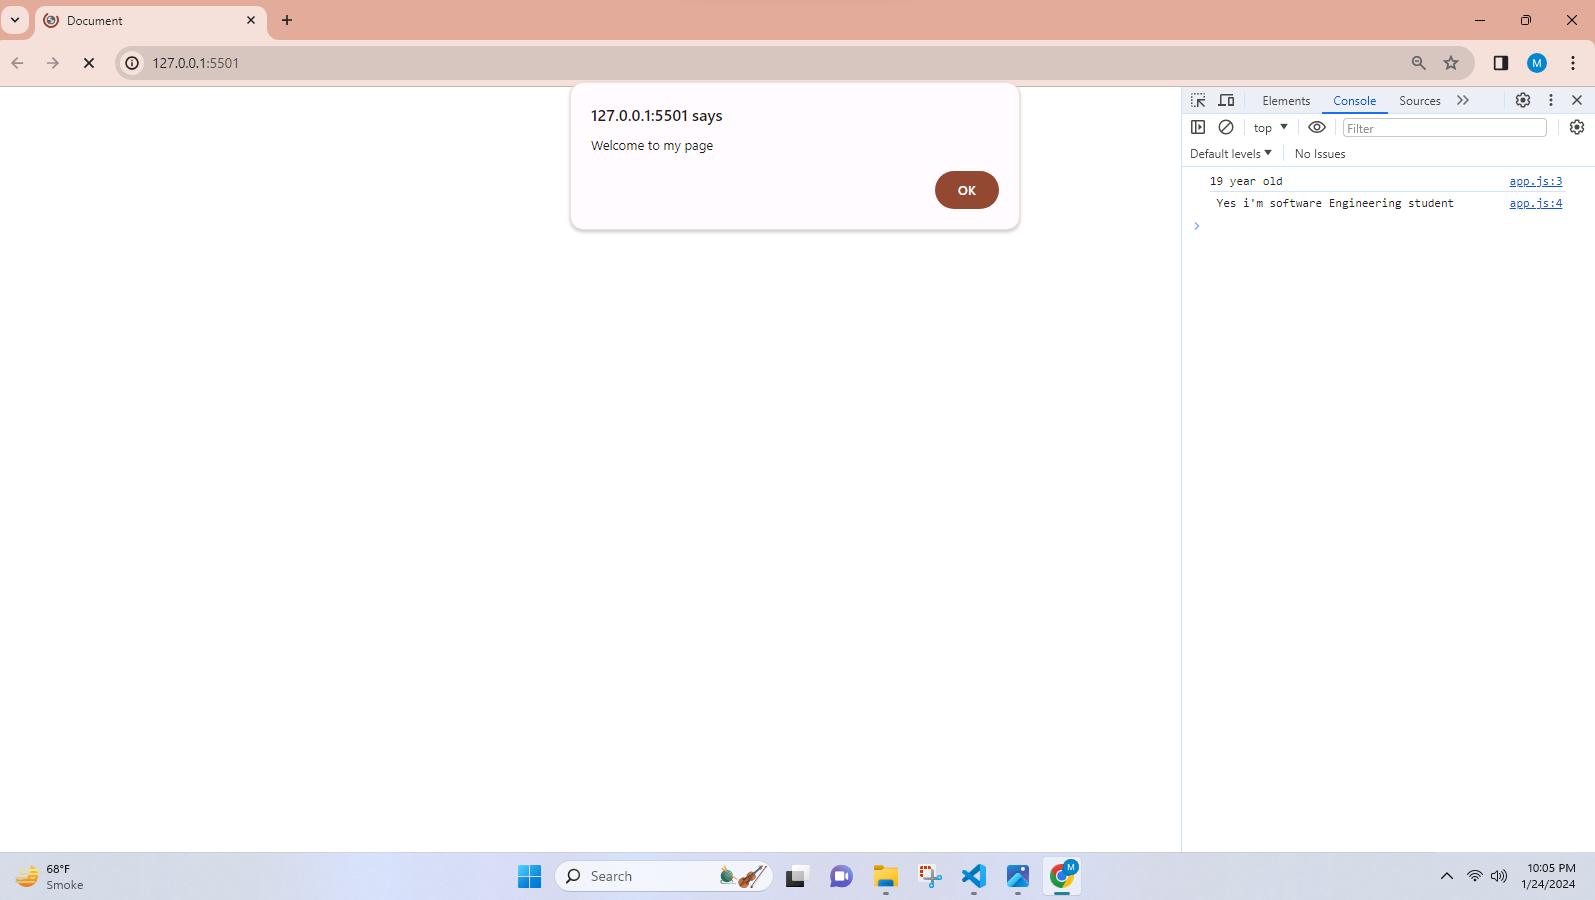 Document
127.0.0.1:5501
M
127.0.0.1:5501 says
Welcome to my page
OK
Elements Console Sources
top Filter
Default levels No Issues
19 year old app.js:3
Yes i'm software Engineering student app.js:4
68°F
Smoke
Search
M
10:05 PM
1/24/2024